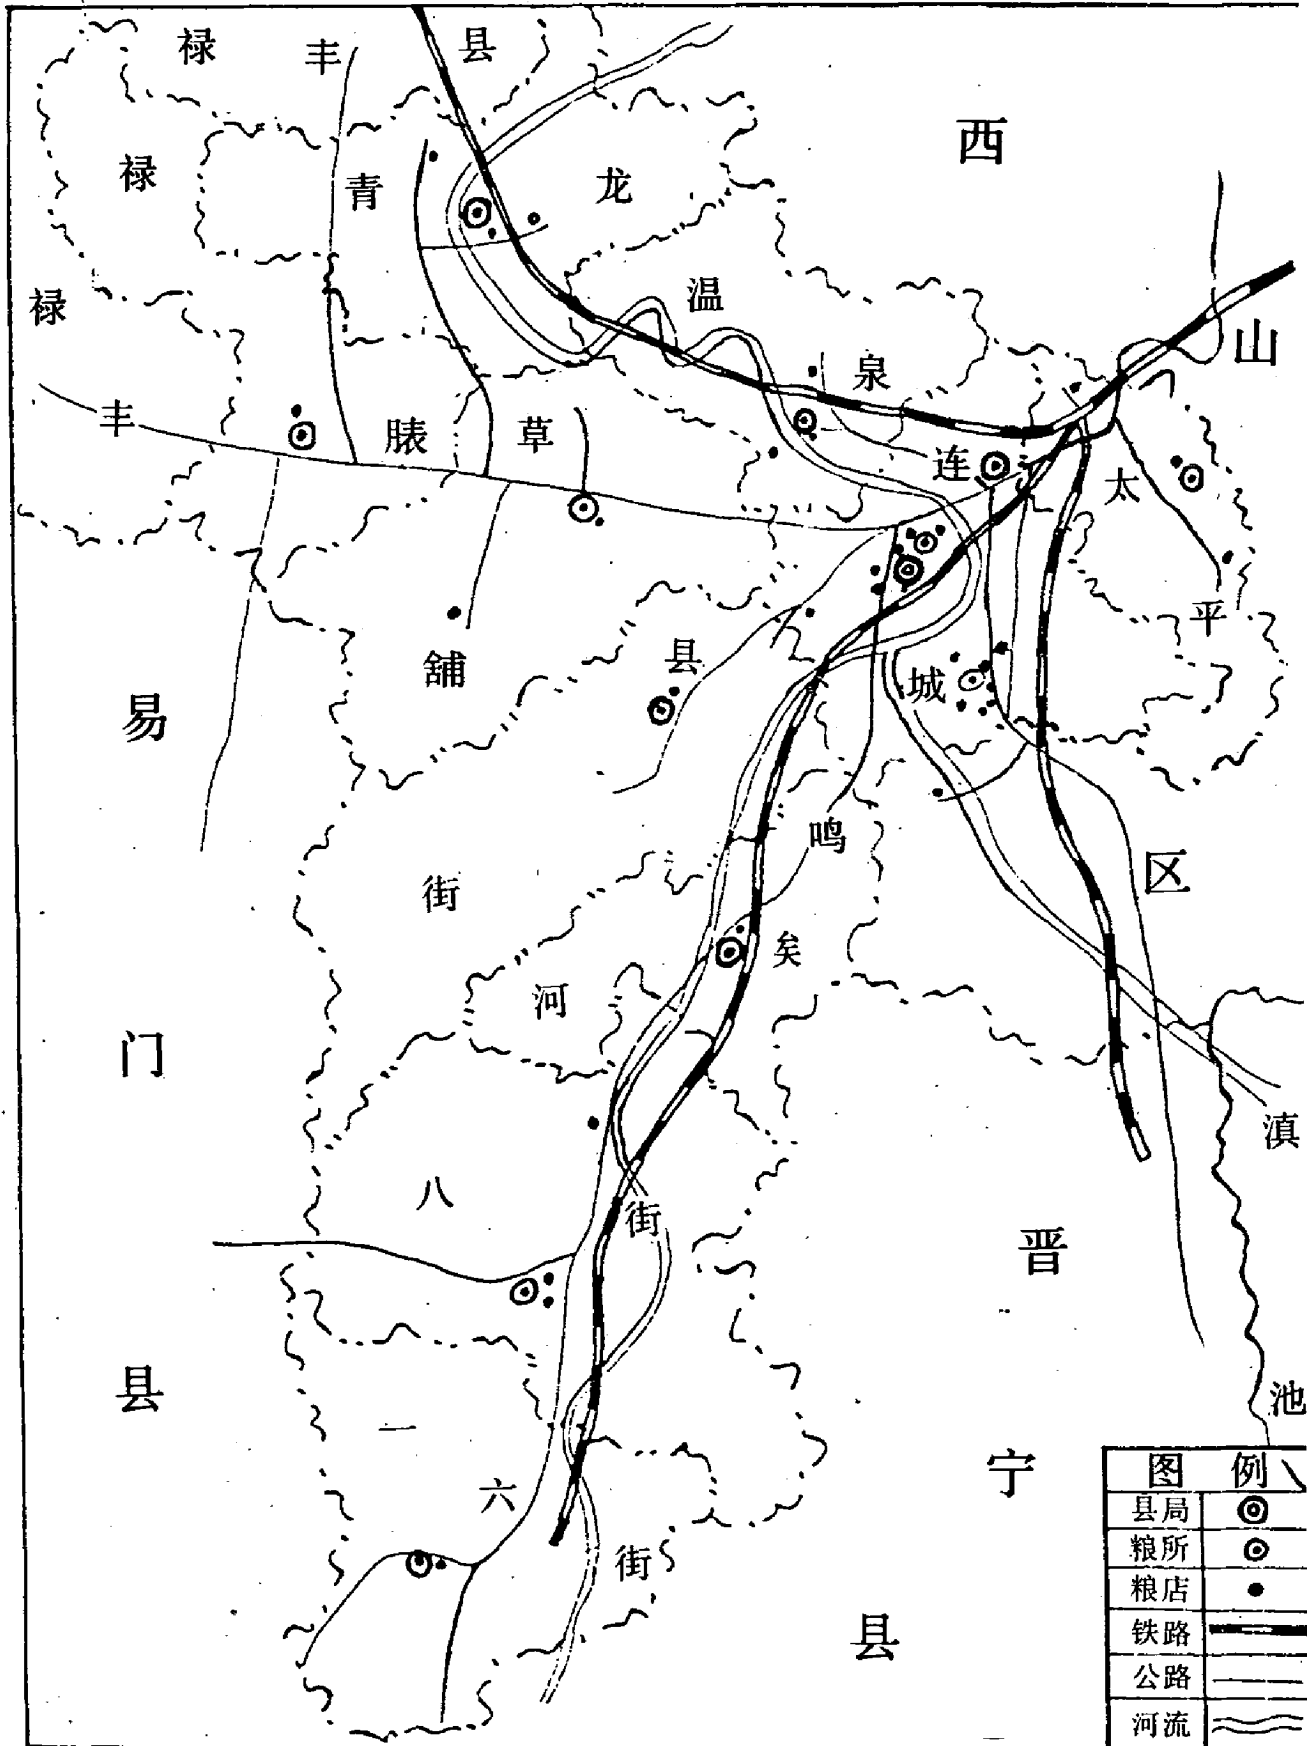 禄丰县
西
禄
青龙
温
禄
山
泉
丰
脿草
连
太
平
县
铺
城
易
鸣
区
街
矣
河
门
滇
八街
晋
县
池
一六
宁
街
县
图例
县局
粮所
粮店
铁路
公路
河流